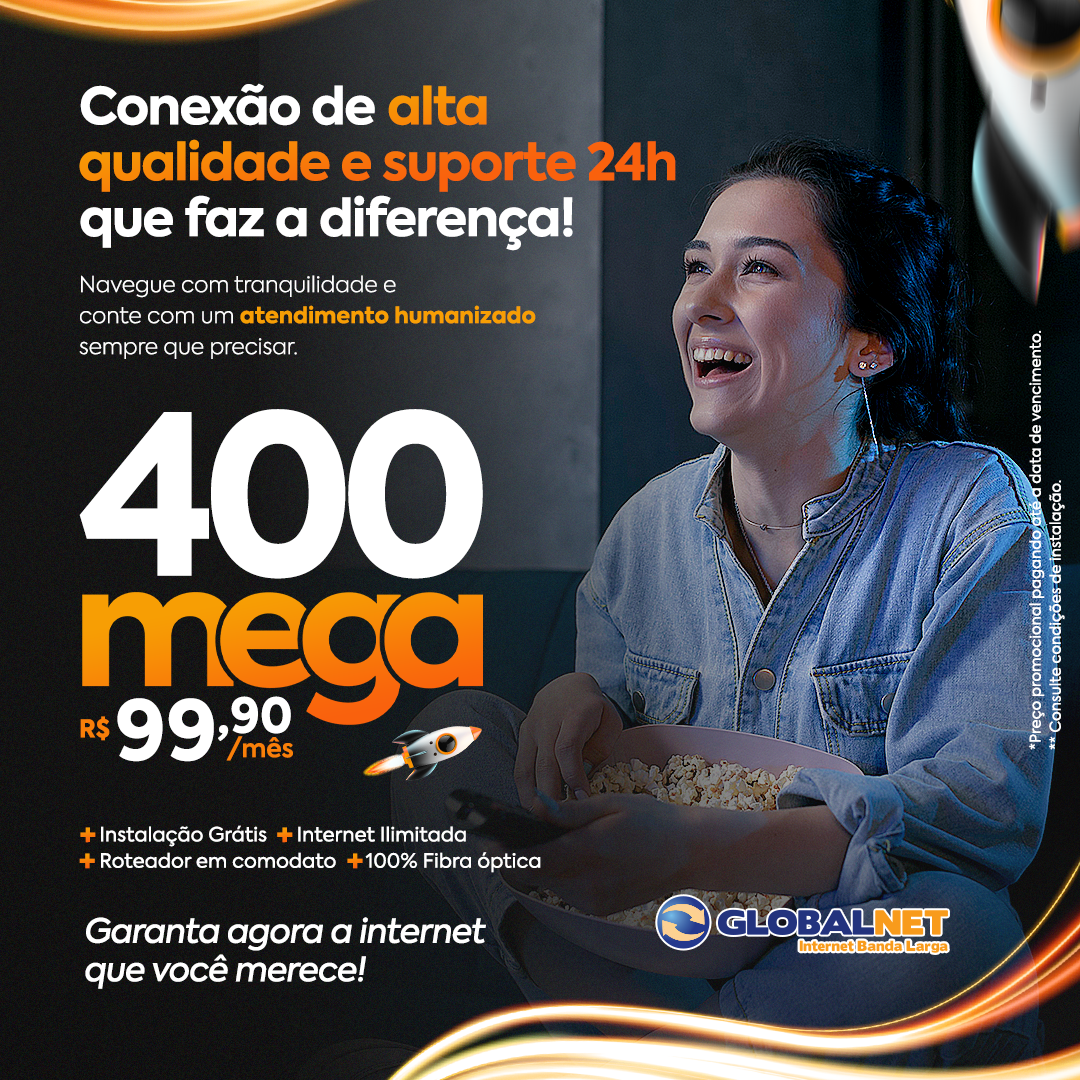 Conexão de alta
qualidade e suporte 24h
que faz a diferença!
Navegue com tranquilidade e
conte com um atendimento humanizado
sempre que precisar.
400
mega
R$ 99,90
/mês
+ Instalação Grátis + Internet Ilimitada
+ Roteador em comodato + 100% Fibra óptica
Garanta agora a internet
que você merece!
GLOBALNET
Internet Banda Larga
*Preço promocional pagando até a data de vencimento.
** Consulte condições de instalação.